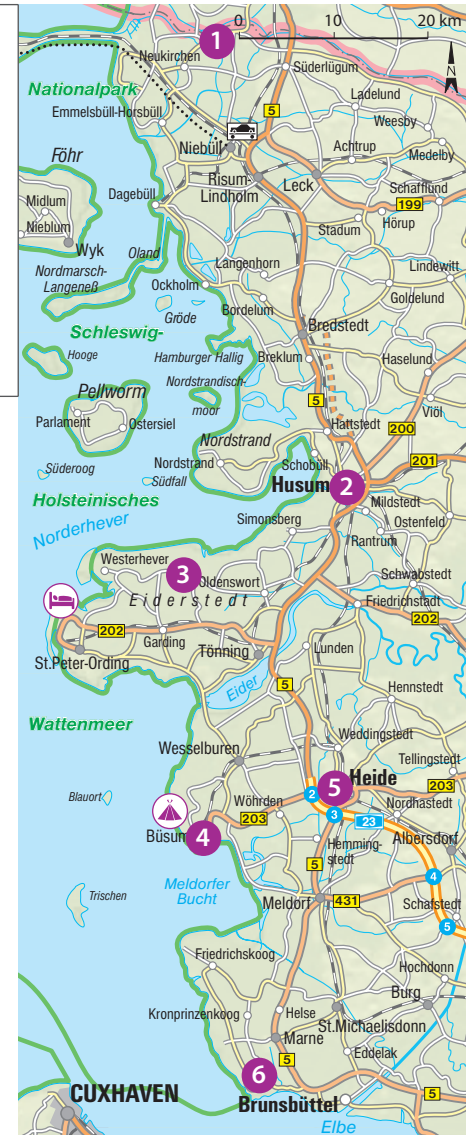 1
0
10
20 km
N
Neukirchen
Süderlügum
Nationalpark
Ladelund
Emmelsbüll-Horsbüll
5
Weesby
Niebüll
Achtrup
Medelby
Föhr
Risum-
Lindholm
Leck
Schafflund
Midlum
Dagebüll
199
Nieblum
Stadum
Hörup
Wyk
Oland
Langenhorn
Lindewitt
Nordmarsch-
Langeneß
Ockholm
Goldelund
Gröde
Bordelum
Bredstedt
Schleswig-
Hooge
Hamburger Hallig
Breklum
Haselund
Pellworm
Nordstrandisch-
moor
5
Viöl
Parlament
Ostersiel
Hattstedt
200
Nordstrand
Nordstrand
Schobüll
201
Süderoog
Südfall
Husum
2
Holsteinisches
Mildstedt
Norderhever
Simonsberg
Ostenfeld
Rantrum
Westerhever
3
Oldenswort
Schwabstedt
Eiderstedt
Friedrichstadt
202
Garding
202
St.Peter-Ording
Tönning
Lunden
Eider
5
Hennstedt
Wattenmeer
Weddingstedt
Wesselburen
Tellingstedt
Heide
5
2
203
Blauort
Wöhrden
3
Nordhastedt
203
23
Büsum
4
Hemming-
stedt
Albersdorf
5
4
Meldorfer
Bucht
Meldorf
431
Trischen
Schafstedt
5
Friedrichskoog
Hochdonn
Kronprinzenkoog
Helse
Burg
St.Michaelisdonn
Marne
Eddelak
5
6
CUXHAVEN
Brunsbüttel
5
Elbe